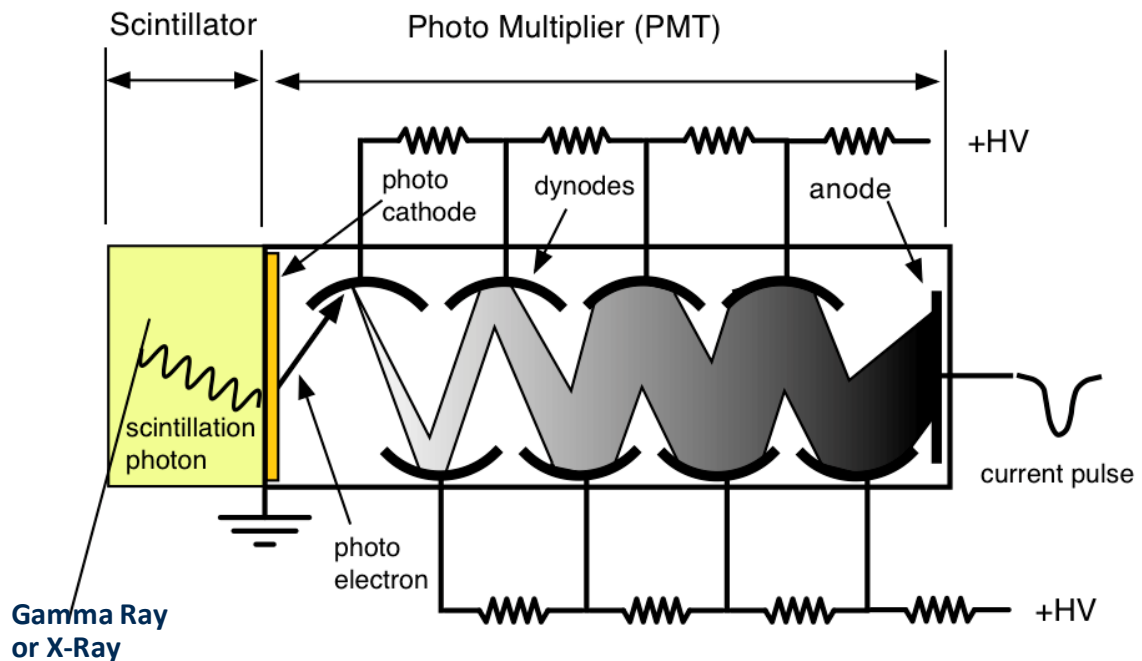 Scintillator
Photo Multiplier (PMT)
+HV
photo
cathode
dynodes
anode
scintillation
photon
current pulse
photo
electron
Gamma Ray
or X-Ray
+HV